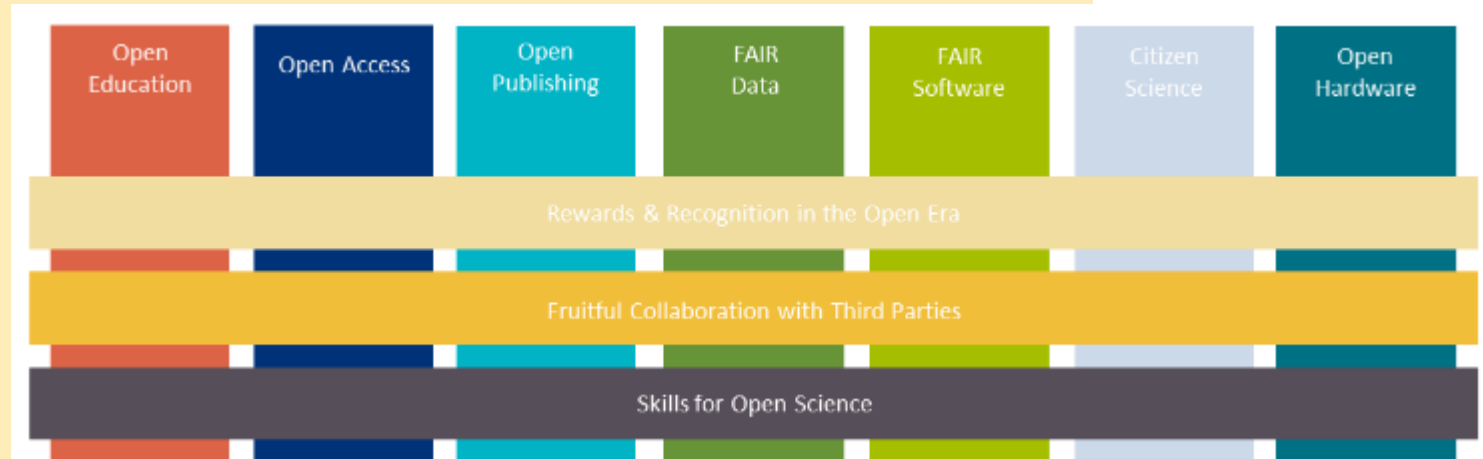 Open
Education
Open Access
Open
Publishing
FAIR
Data
FAIR
Software
Citizen
Science
Open
Hardware
Rewards & Recognition in the Open Era
Fruitful Collaboration with Third Parties
Skills for Open Science